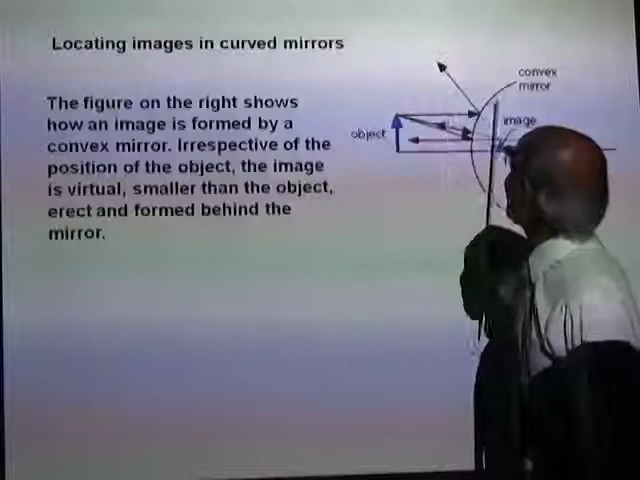 Locating images in curved mirrors
The figure on the right shows
how an image is formed by a
convex mirror. Irrespective of the
position of the object, the image
is virtual, smaller than the object,
erect and formed behind the
mirror.
convex
mirror
image
object